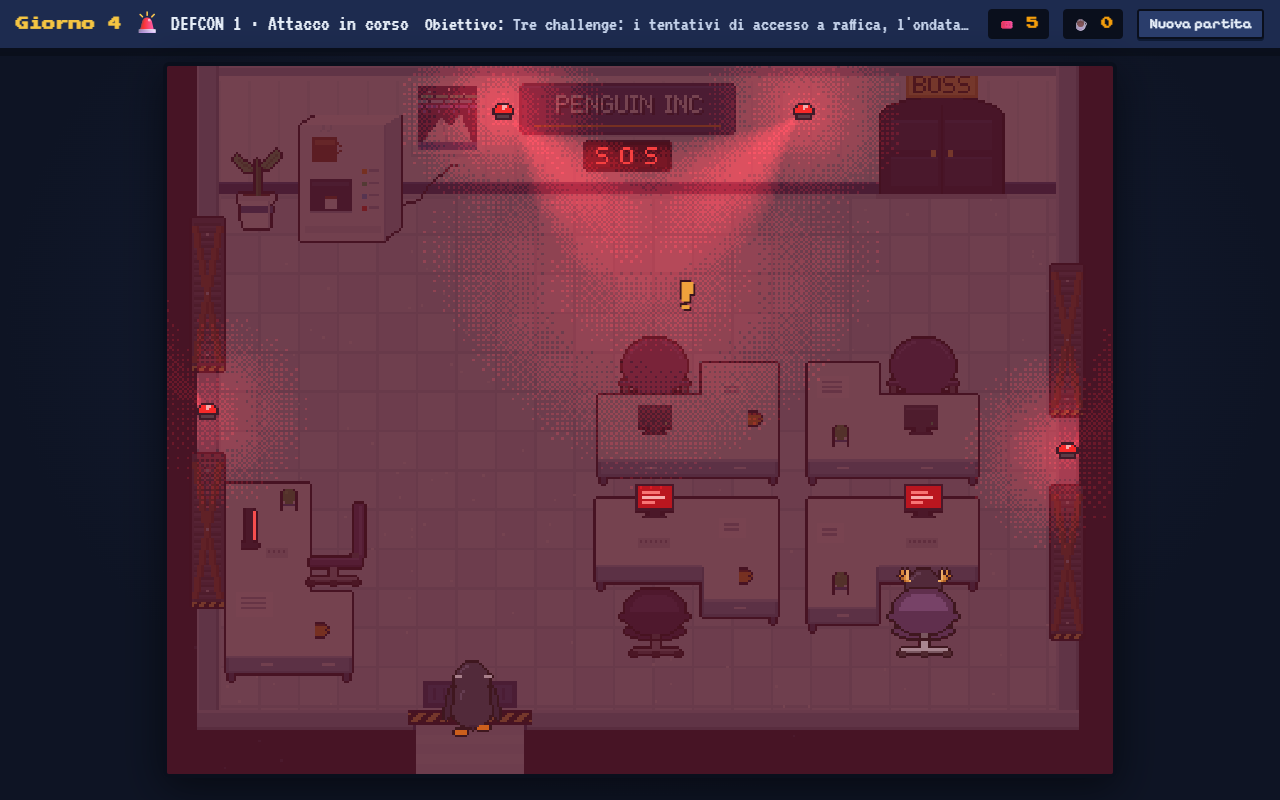 Giorno 4 DEFCON 1 · Attacco in corso Obiettivo: Tre challenge: i tentativi di accesso a raffica, l'ondata… 5 0 Nuova partita
PENGUIN INC
BOSS
SOS